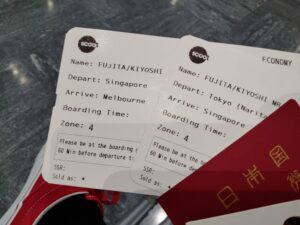 scoot
Name: FUJITA/KIYOSHI
Depart: Singapore
Arrive: Melbourne
Boarding Time:
Zone: 4
Please be at the boarding
60 Min before departure
SSR:
Sold as:
scoot
ECONOMY
Name: FUJITA/KIYOSHI MR
Depart: Tokyo (Narita
Arrive: Singapore
Boarding Time:
Zone: 4
Please be at the boarding
60 Min before departure
SSR:
Sold as:
日本国